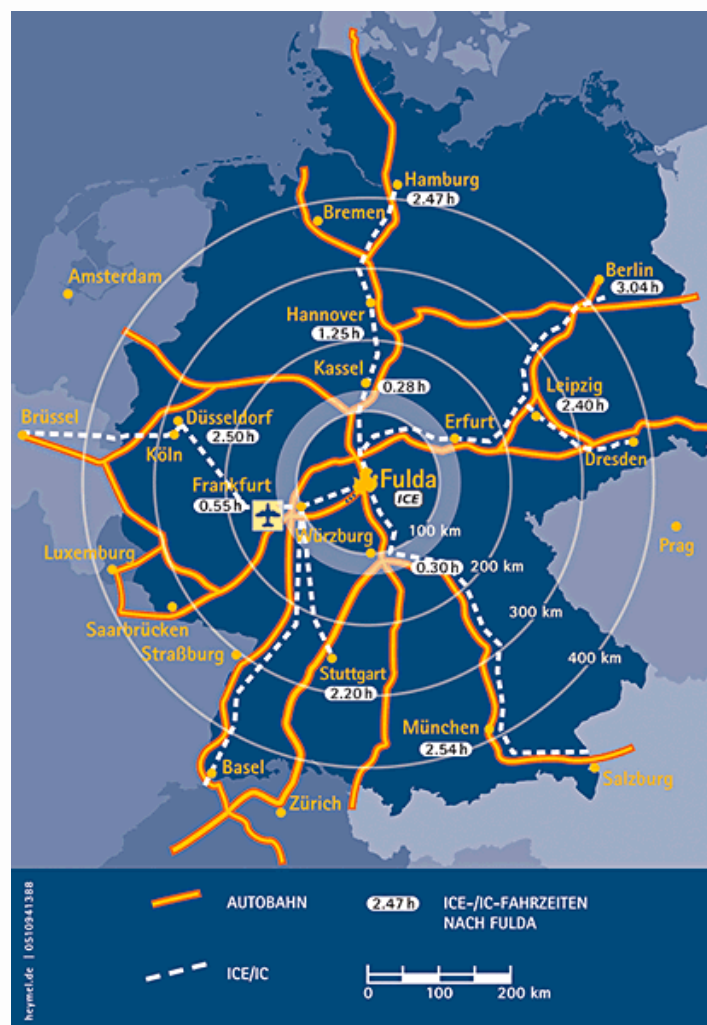 Hamburg
2.47 h
Bremen
Amsterdam
Berlin
3.04 h
Hannover
1.25 h
Kassel
0.28 h
Leipzig
2.40 h
Brüssel
Düsseldorf
2.50 h
Köln
Erfurt
Dresden
Frankfurt
0.55 h
Fulda
ICE
Würzburg
100 km
Prag
Luxemburg
0.30 h
200 km
300 km
Saarbrücken
Straßburg
400 km
Stuttgart
2.20 h
München
2.54 h
Basel
Salzburg
Zürich
AUTOBAHN
2.47 h
ICE-/IC-FAHRZEITEN
NACH FULDA
ICE/IC
0
100
200 km
heymel.de | 0510941388